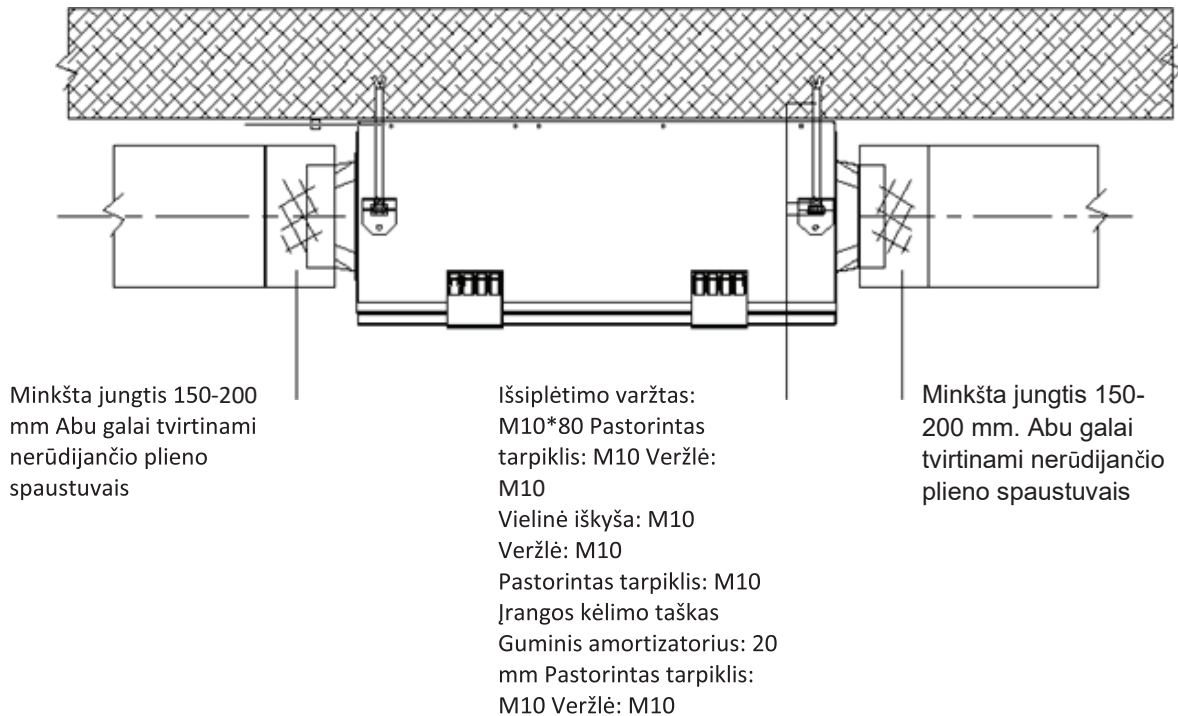 Minkšta jungtis 150-200
mm Abu galai tvirtinami
nerūdijančio plieno
spaustuvais
Išsiplėtimo varžtas:
M10*80 Pastorintas
tarpiklis: M10 Veržlė:
M10
Vielinė iškyša: M10
Veržlė: M10
Pastorintas tarpiklis: M10
Įrangos kėlimo taškas
Guminis amortizatorius: 20
mm Pastorintas tarpiklis:
M10 Veržlė: M10
Minkšta jungtis 150-
200 mm. Abu galai
tvirtinami nerūdijančio
plieno spaustuvais